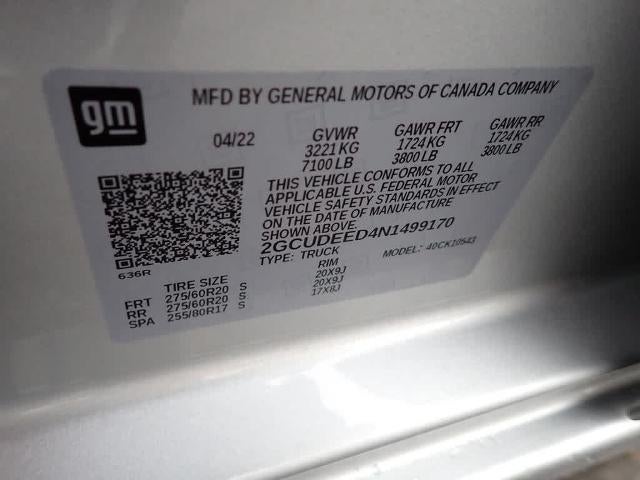 gm
MFD BY GENERAL MOTORS OF CANADA COMPANY
04/22 GVWR GAWR FRT GAWR RR
3221 KG 1724 KG 1724 KG
7100 LB 3800 LB 3800 LB
THIS VEHICLE CONFORMS TO ALL
APPLICABLE U.S. FEDERAL MOTOR
VEHICLE SAFETY STANDARDS IN EFFECT
ON THE DATE OF MANUFACTURE
SHOWN ABOVE.
2GCUDEED4N1499170
TYPE: TRUCK MODEL: 40CK10543
636R
TIRE SIZE RIM
FRT 275/60R20 S 20X9J
RR 275/60R20 S 20X9J
SPA 255/80R17 S 17X8J